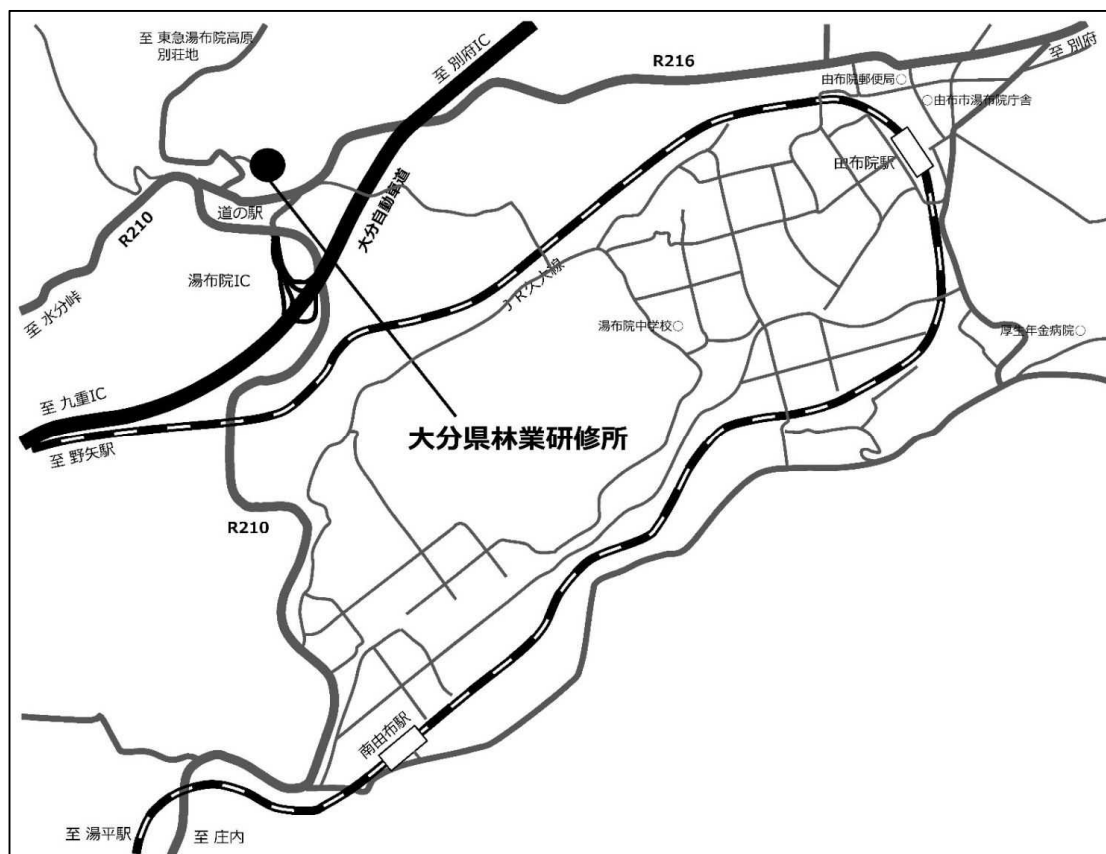 至 東急湯布院高原
別荘地
至 別府IC
R216
至 別府
由布院郵便局○
○由布市湯布院庁舎
由布院駅
道の駅
R210
大分自動車道
湯布院IC
至 水分峠
JR久大線
湯布院中学校○
厚生年金病院○
至 九重IC
至 野矢駅
大分県林業研修所
R210
南由布駅
至 湯平駅
至 庄内